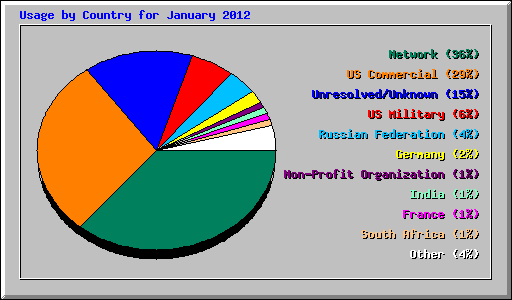 Usage by Country for January 2012
Network (36%)
US Commercial (29%)
Unresolved/Unknown (15%)
US Military (6%)
Russian Federation (4%)
Germany (2%)
Non-Profit Organization (1%)
India (1%)
France (1%)
South Africa (1%)
Other (4%)